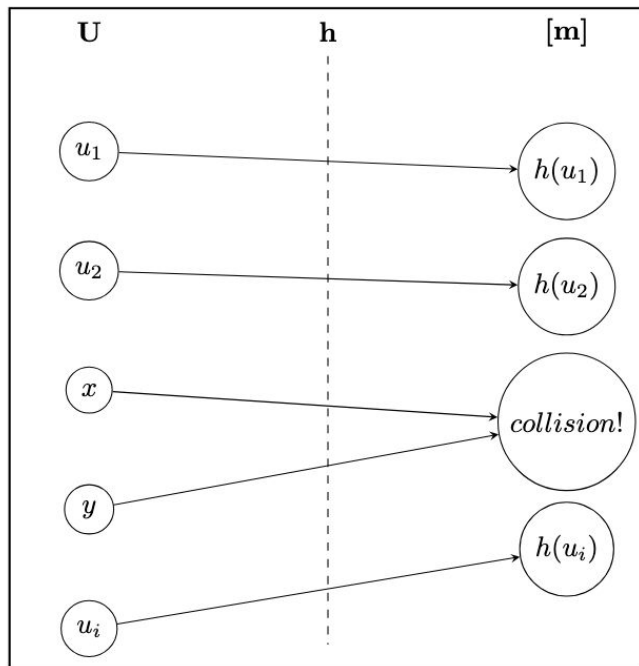 U h [m]
u₁ h(u₁)
u₂ h(u₂)
x collision!
y
h(uᵢ)
uᵢ